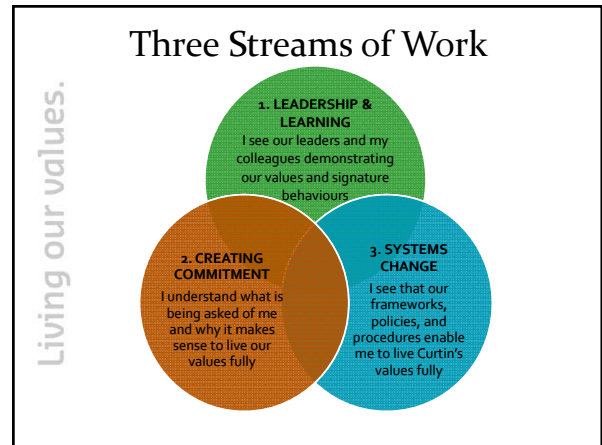 Three Streams of Work
Living our values.
1. LEADERSHIP &
LEARNING
I see our leaders and my
colleagues demonstrating
our values and signature
behaviours
2. CREATING
COMMITMENT
I understand what is
being asked of me
and why it makes
sense to live our
values fully
3. SYSTEMS
CHANGE
I see that our
frameworks,
policies, and
procedures enable
me to live Curtin's
values fully